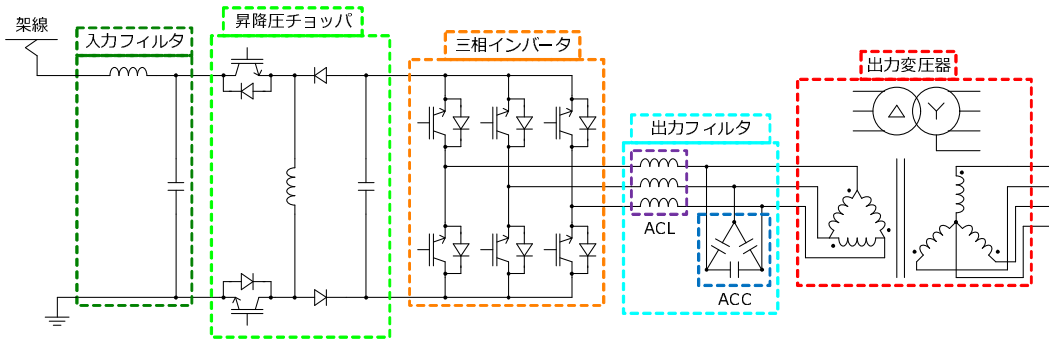 架線
入力フィルタ
昇降圧チョッパ
三相インバータ
出力フィルタ
ACL
ACC
出力変圧器